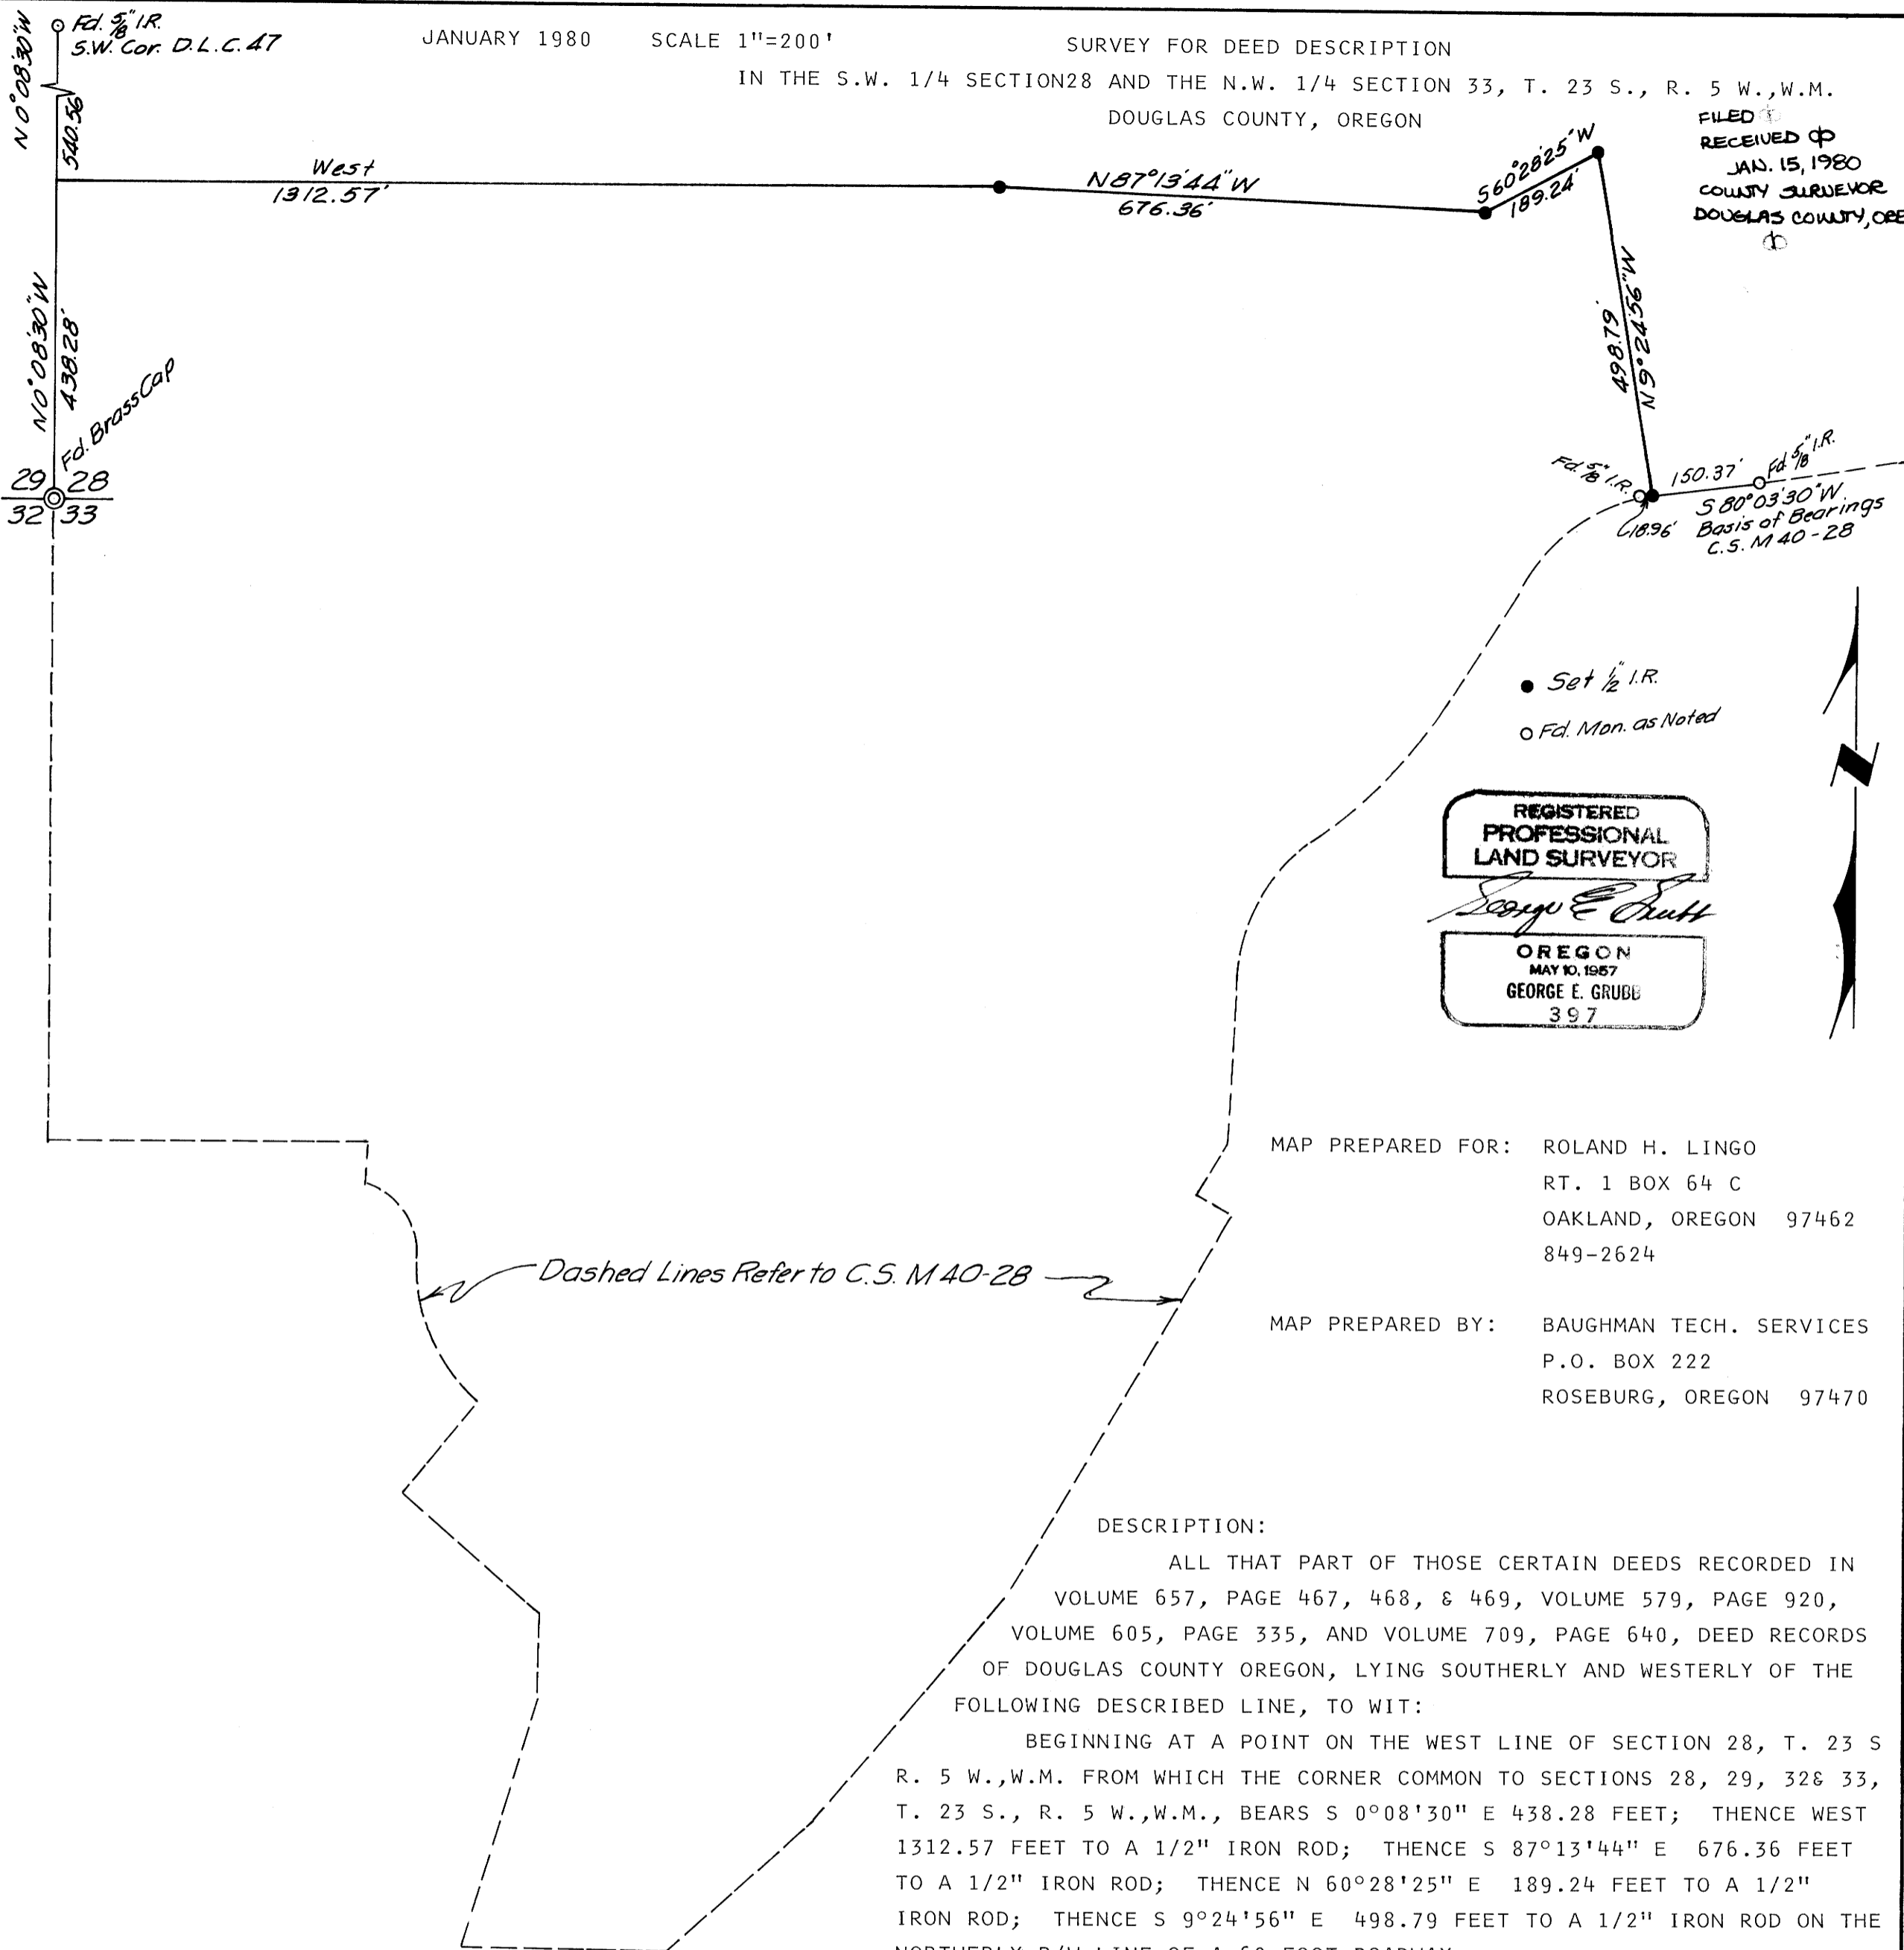 Fd. 5/8" I.R.
S.W. Cor. D.L.C. 47
JANUARY 1980 SCALE 1"=200'
SURVEY FOR DEED DESCRIPTION
IN THE S.W. 1/4 SECTION28 AND THE N.W. 1/4 SECTION 33, T. 23 S., R. 5 W.,W.M.
DOUGLAS COUNTY, OREGON
FILED
RECEIVED
JAN. 15, 1980
COUNTY SURVEYOR
DOUGLAS COUNTY, ORE
N 0°08'30"W
540.56
West
1312.57'
N87°13'44"W
676.36'
S60°28'25"W
189.24'
498.79'
N9°24'56"W
N0°08'30"W
438.28'
Fd. Brass Cap
29 28
32 33
Fd. 5/8" I.R.
150.37'
Fd. 5/8" I.R.
18.96'
S 80°03'30"W
Basis of Bearings
C.S. M 40-28
Set 1/2" I.R.
Fd. Mon. as Noted
REGISTERED
PROFESSIONAL
LAND SURVEYOR
George E Grubb
OREGON
MAY 10, 1957
GEORGE E. GRUBB
397
MAP PREPARED FOR: ROLAND H. LINGO
RT. 1 BOX 64 C
OAKLAND, OREGON 97462
849-2624
Dashed Lines Refer to C.S. M 40-28
MAP PREPARED BY: BAUGHMAN TECH. SERVICES
P.O. BOX 222
ROSEBURG, OREGON 97470
DESCRIPTION:
ALL THAT PART OF THOSE CERTAIN DEEDS RECORDED IN
VOLUME 657, PAGE 467, 468, & 469, VOLUME 579, PAGE 920,
VOLUME 605, PAGE 335, AND VOLUME 709, PAGE 640, DEED RECORDS
OF DOUGLAS COUNTY OREGON, LYING SOUTHERLY AND WESTERLY OF THE
FOLLOWING DESCRIBED LINE, TO WIT:
BEGINNING AT A POINT ON THE WEST LINE OF SECTION 28, T. 23 S
R. 5 W.,W.M. FROM WHICH THE CORNER COMMON TO SECTIONS 28, 29, 32& 33,
T. 23 S., R. 5 W.,W.M., BEARS S 0°08'30" E 438.28 FEET; THENCE WEST
1312.57 FEET TO A 1/2" IRON ROD; THENCE S 87°13'44" E 676.36 FEET
TO A 1/2" IRON ROD; THENCE N 60°28'25" E 189.24 FEET TO A 1/2"
IRON ROD; THENCE S 9°24'56" E 498.79 FEET TO A 1/2" IRON ROD ON THE
NORTHERLY R/W LINE OF A 60 FOOT ROADWAY